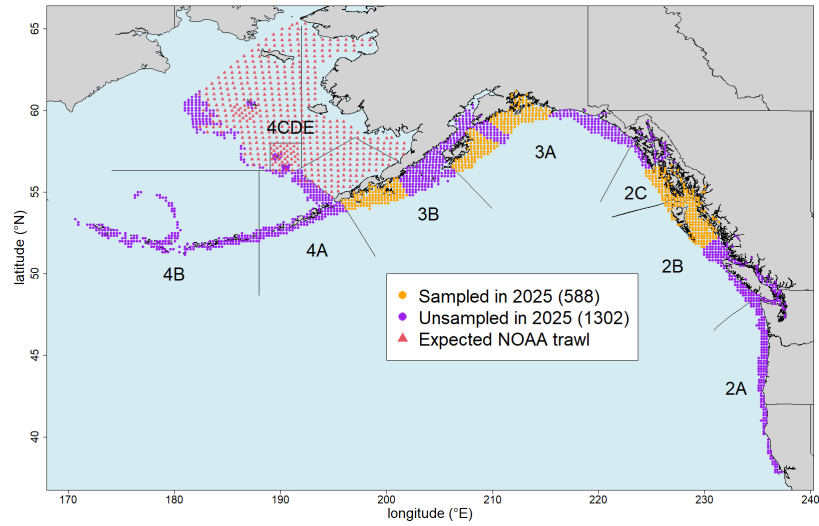 65
60
55
50
45
40
latitude (°N)
4CDE
3A
2C
3B
4A
4B
2B
2A
Sampled in 2025 (588)
Unsampled in 2025 (1302)
Expected NOAA trawl
170
180
190
200
210
220
230
240
longitude (°E)